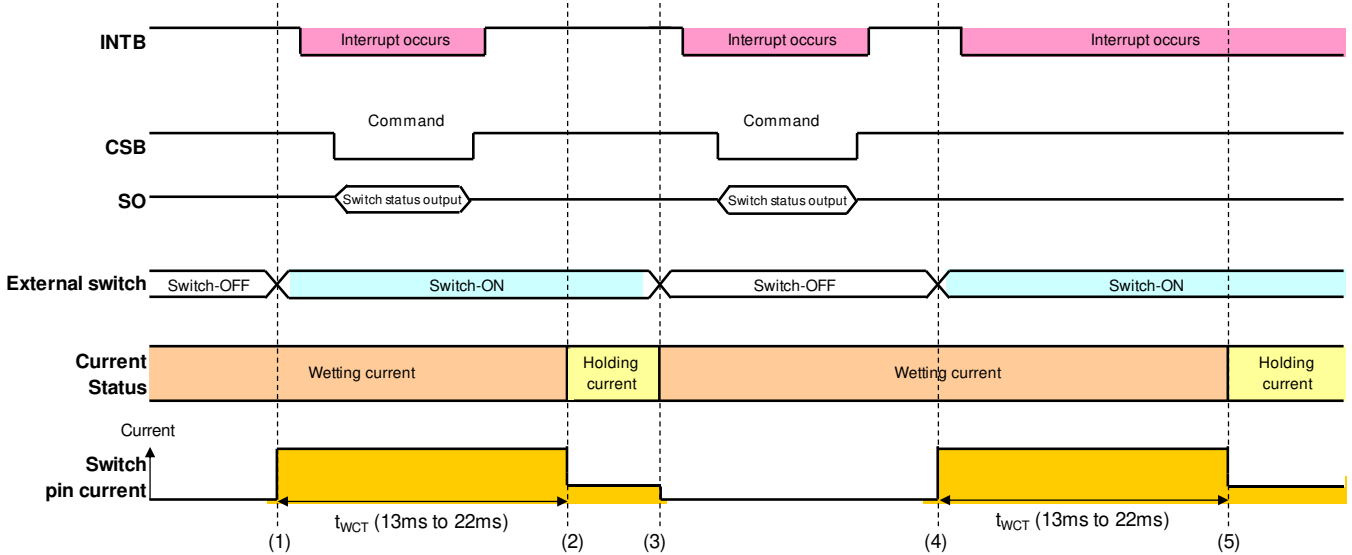 INTB
Interrupt occurs
Interrupt occurs
Interrupt occurs
Command
Command
CSB
SO
Switch status output
Switch status output
External switch
Switch-OFF
Switch-ON
Switch-OFF
Switch-ON
Current
Status
Wetting current
Holding
current
Wetting current
Holding
current
Current
Switch
pin current
tWCT (13ms to 22ms)
tWCT (13ms to 22ms)
(1)
(2)
(3)
(4)
(5)